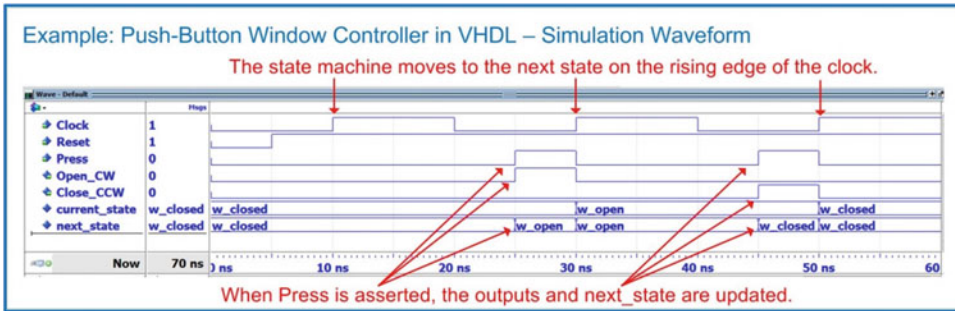 Example: Push-Button Window Controller in VHDL – Simulation Waveform
The state machine moves to the next state on the rising edge of the clock.
Wave - Default
Msgs
Clock 1
Reset 1
Press 0
Open_CW 0
Close_CCW 0
current_state w_closed w_closed w_open w_closed
next_state w_closed w_closed w_open w_open w_closed w_closed
Now 70 ns 0 ns 10 ns 20 ns 30 ns 40 ns 50 ns 60
When Press is asserted, the outputs and next_state are updated.